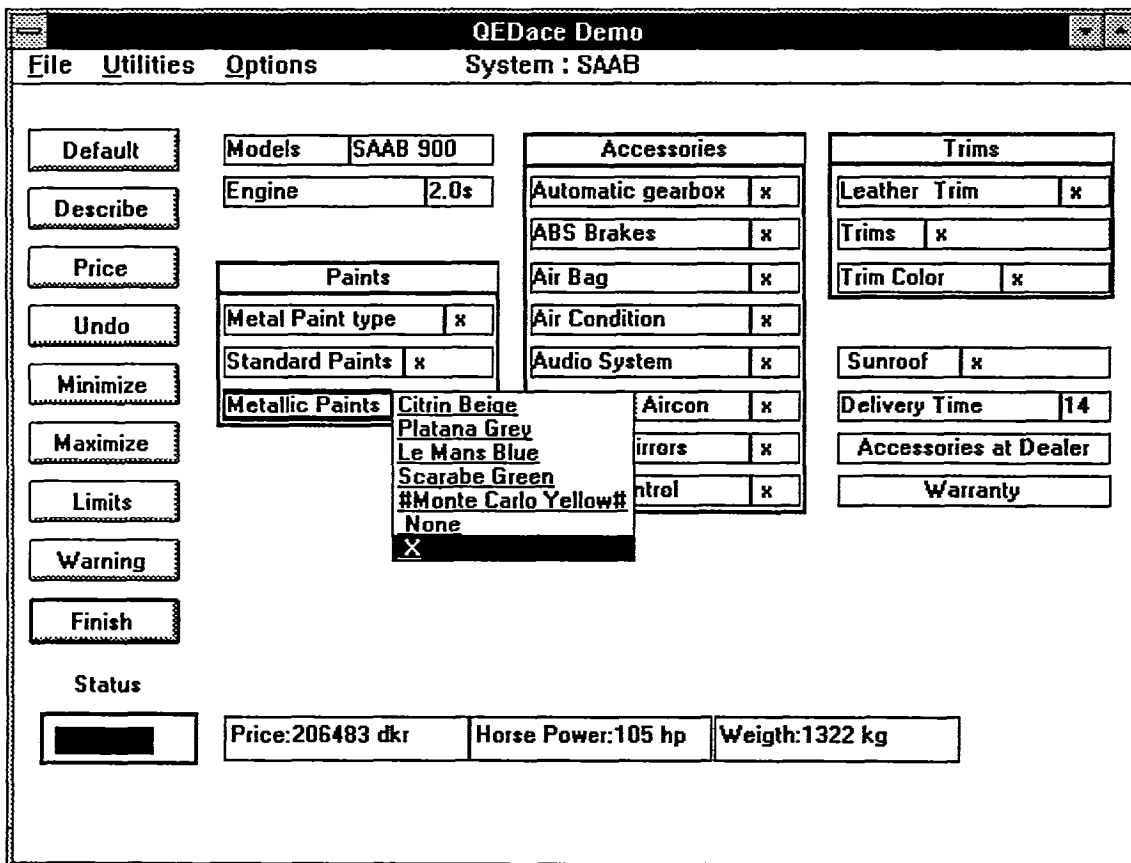 QEDace Demo
File Utilities Options System : SAAB
Default
Describe
Price
Undo
Minimize
Maximize
Limits
Warning
Finish
Status
Models SAAB 900
Engine 2.0s
Paints
Metal Paint type x
Standard Paints x
Metallic Paints
Citrin Beige
Platana Grey
Le Mans Blue
Scarabe Green
#Monte Carlo Yellow#
None
X
Accessories
Automatic gearbox x
ABS Brakes x
Air Bag x
Air Condition x
Audio System x
Aircon x
irrors x
ntrol x
Trims
Leather Trim x
Trims x
Trim Color x
Sunroof x
Delivery Time 14
Accessories at Dealer
Warranty
Price:206483 dkr Horse Power:105 hp Weigth:1322 kg